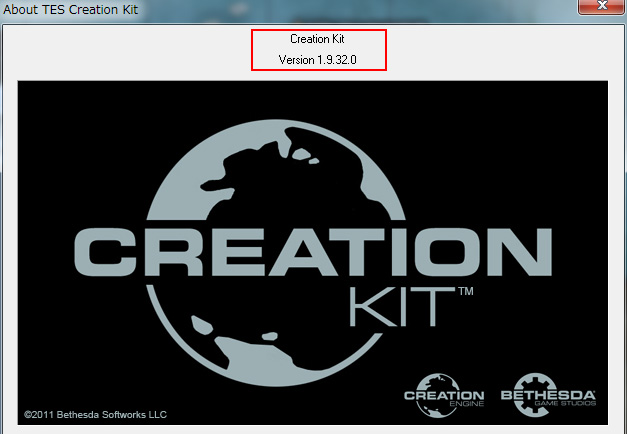 About TES Creation Kit
Creation Kit
Version 1.9.32.0
CREATION
KIT™
CREATION
ENGINE
BETHESDA
GAME STUDIOS
©2011 Bethesda Softworks LLC